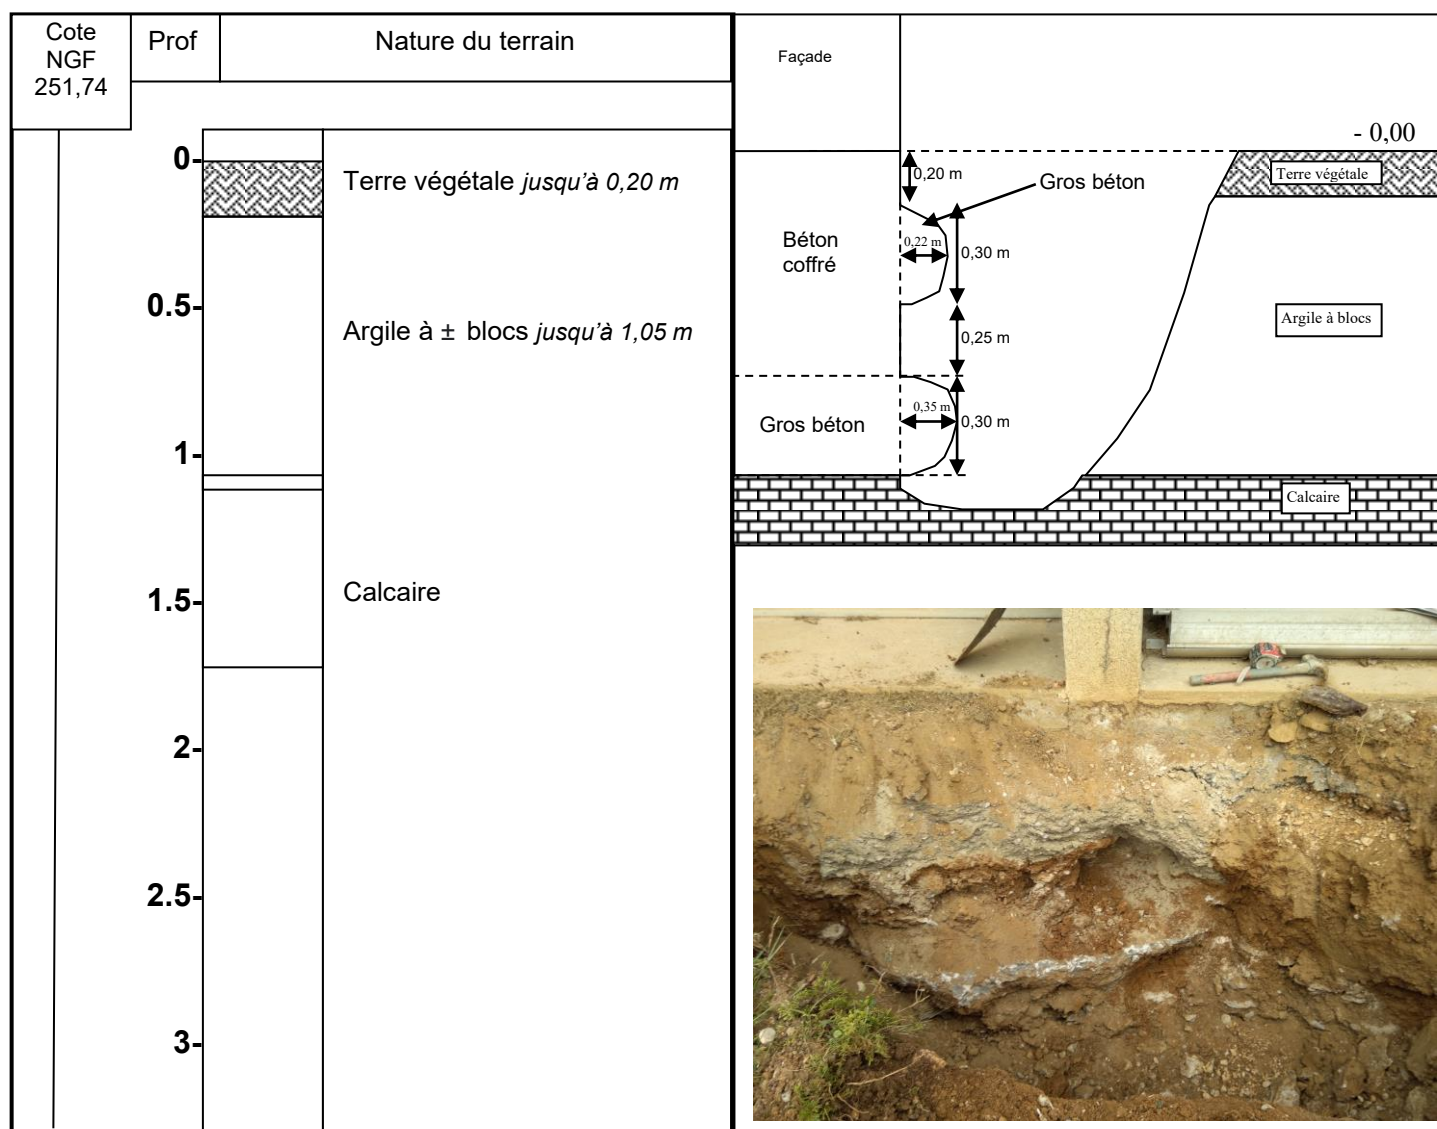 Cote
NGF
251,74
Prof
Nature du terrain
0-
Terre végétale jusqu'à 0,20 m
0.5-
Argile à ± blocs jusqu'à 1,05 m
1-
1.5-
Calcaire
2-
2.5-
3-
Façade
- 0,00
0,20 m
Gros béton
Terre végétale
Béton
coffré
0,22 m
0,30 m
Argile à blocs
0,25 m
Gros béton
0,35 m
0,30 m
Calcaire